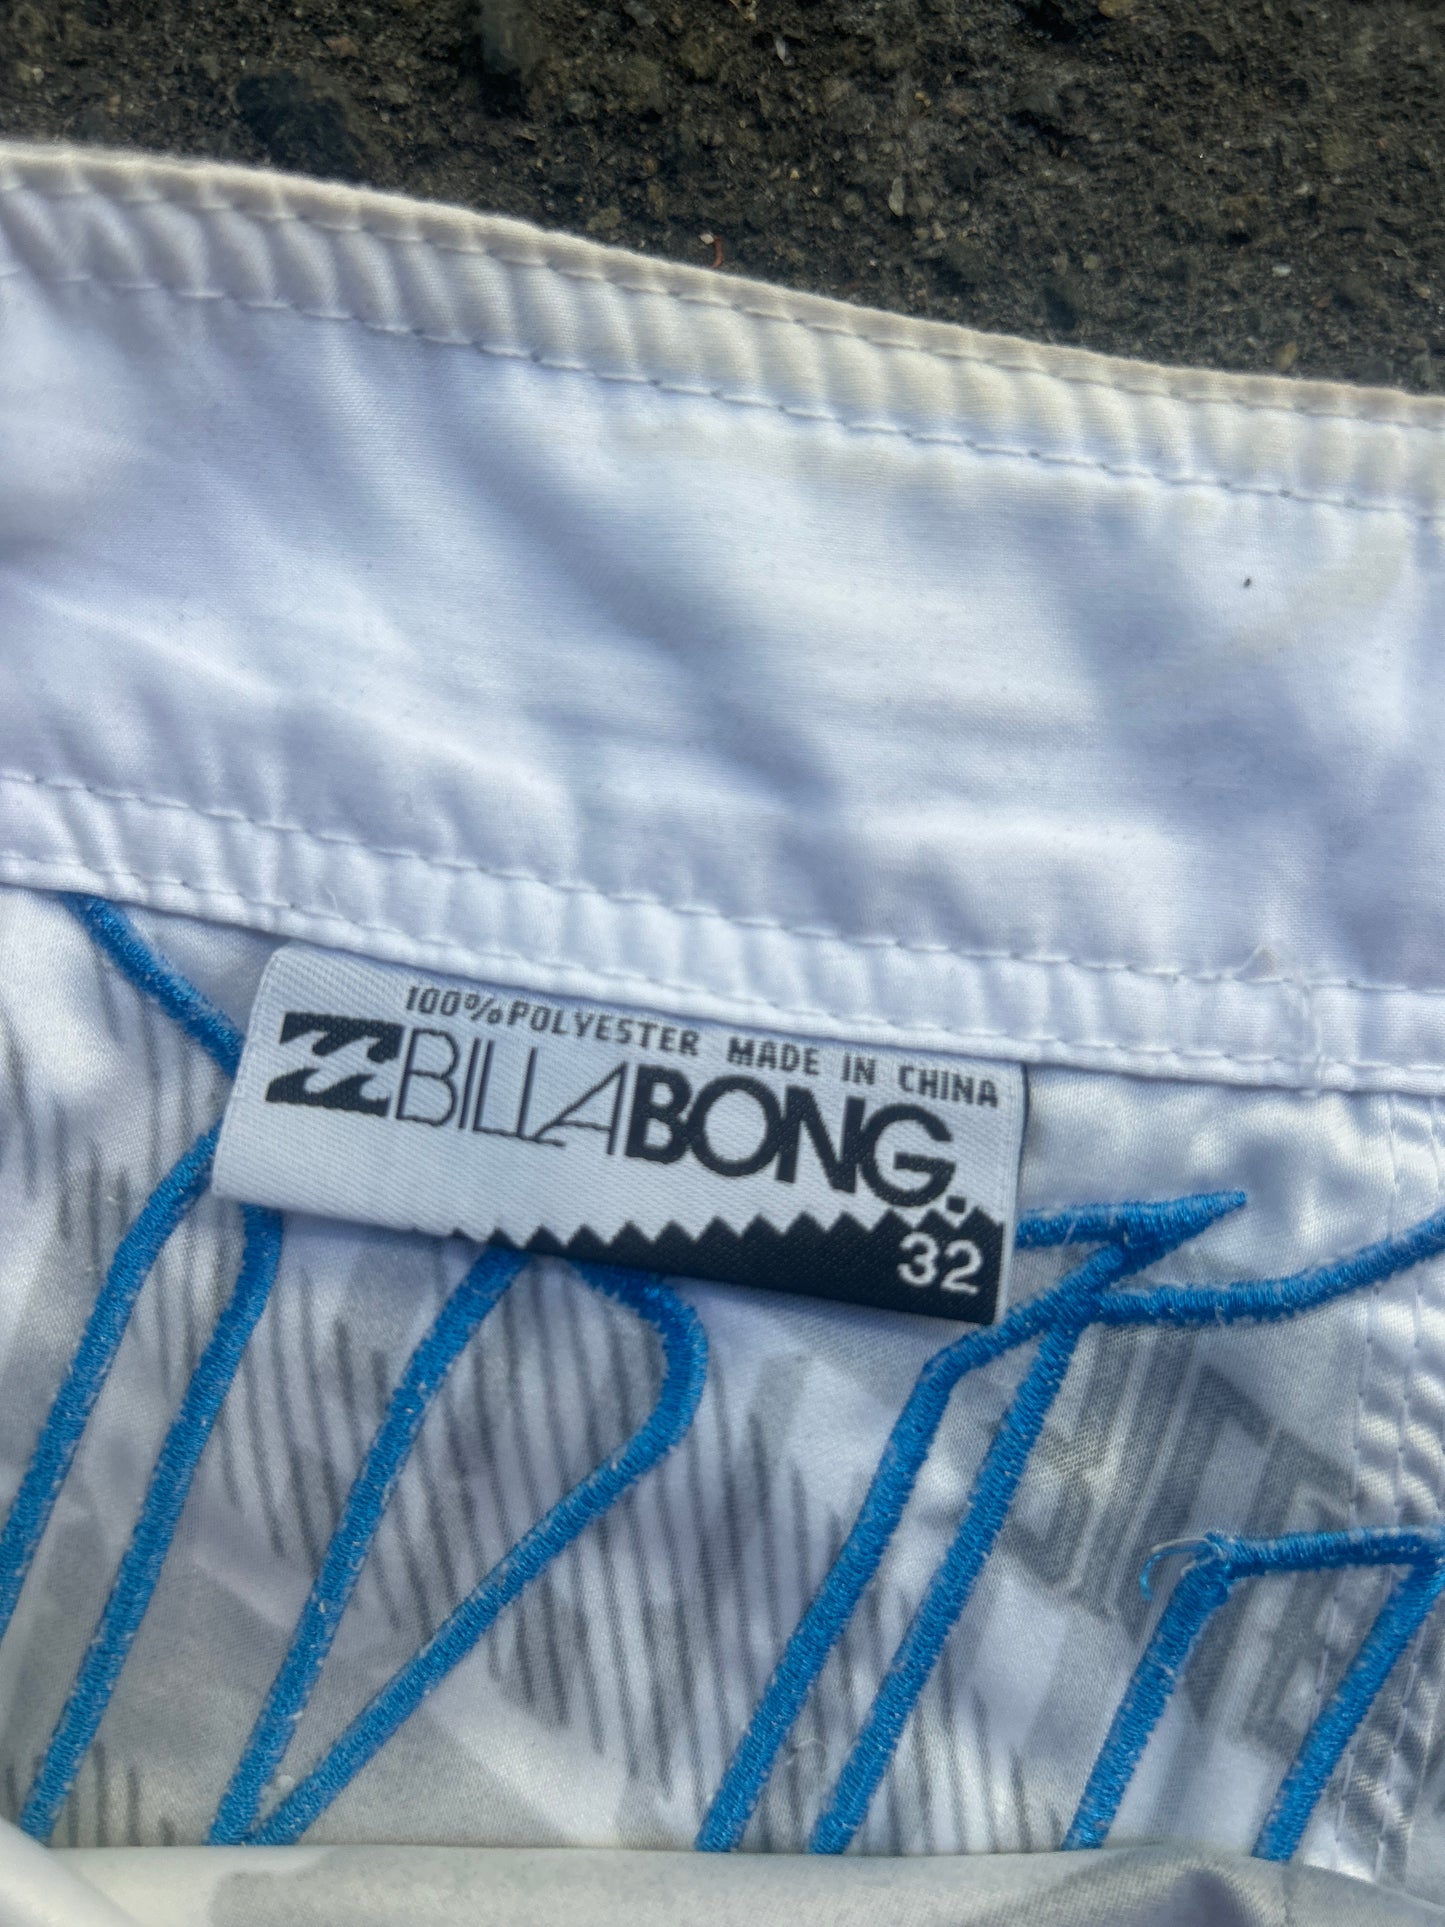 100% POLYESTER MADE IN CHINA
BILLABONG.
32